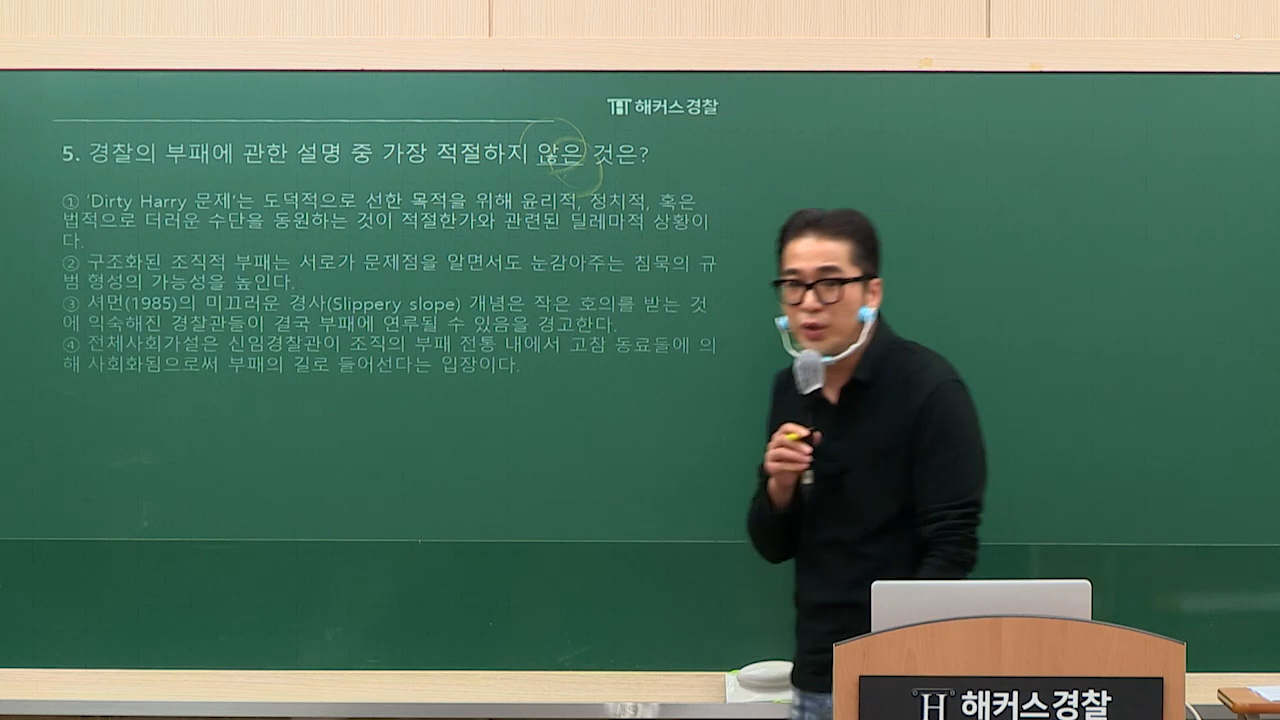 해커스경찰
5. 경찰의 부패에 관한 설명 중 가장 적절하지 않은 것은?
① 'Dirty Harry 문제'는 도덕적으로 선한 목적을 위해 윤리적, 정치적, 혹은
법적으로 더러운 수단을 동원하는 것이 적절한가와 관련된 딜레마적 상황이
다.
② 구조화된 조직적 부패는 서로가 문제점을 알면서도 눈감아주는 침묵의 규
범 형성의 가능성을 높인다.
③ 셔먼(1985)의 미끄러운 경사(Slippery slope) 개념은 작은 호의를 받는 것
에 익숙해진 경찰관들이 결국 부패에 연루될 수 있음을 경고한다.
④ 전체사회가설은 신임경찰관이 조직의 부패 전통 내에서 고참 동료들에 의
해 사회화됨으로써 부패의 길로 들어선다는 입장이다.
H 해커스경찰